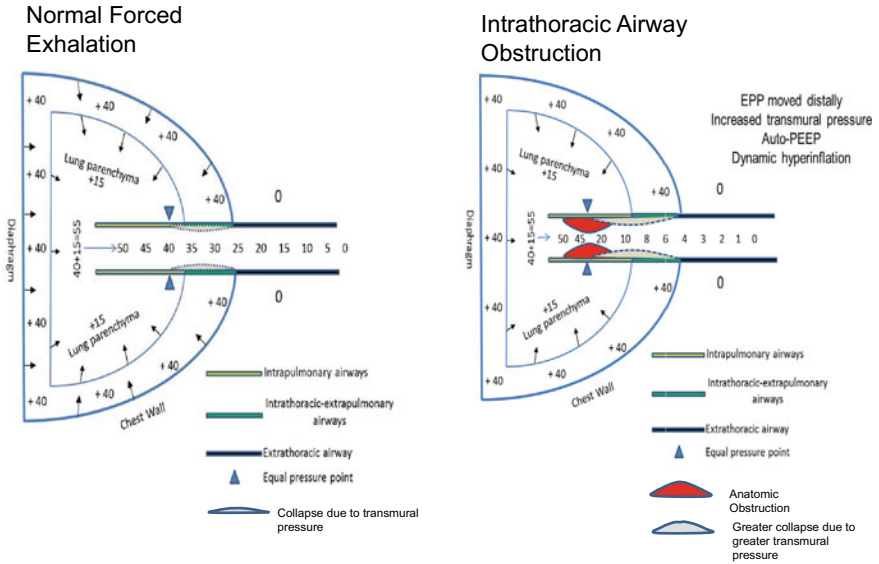 Normal Forced
Exhalation
+ 40
+ 40
+ 40
+ 40
+ 40
+ 40
+40
+40
+40
+ 40
+ 40
+ 40
+ 40
Lung parenchyma
+15
0
Diaphragm
40+15=55
50 45 40 35 30 25 20 15 10 5 0
0
+15
Lung parenchyma
Chest Wall
Intrapulmonary airways
Intrathoracic-extrapulmonary
airways
Extrathoracic airway
Equal pressure point
Collapse due to transmural
pressure
Intrathoracic Airway
Obstruction
EPP moved distally
Increased transmural pressure
Auto-PEEP
Dynamic hyperinflation
+ 40
+ 40
+ 40
+ 40
+ 40
+ 40
+40
+40
+40
+ 40
+ 40
+ 40
+ 40
Lung parenchyma
+15
0
Diaphragm
40+15=55
50 45 20 10 8 6 4 3 2 1 0
0
+15
Lung parenchyma
Chest Wall
Intrapulmonary airways
Intrathoracic-extrapulmonary
airways
Extrathoracic airway
Equal pressure point
Anatomic
Obstruction
Greater collapse due to
greater transmural
pressure